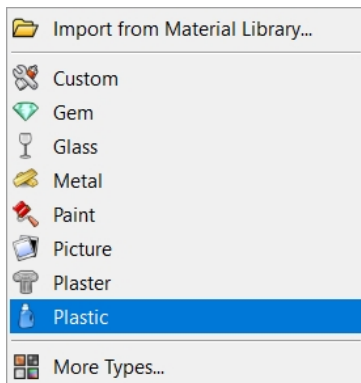 Import from Material Library...
Custom
Gem
Glass
Metal
Paint
Picture
Plaster
Plastic
More Types...